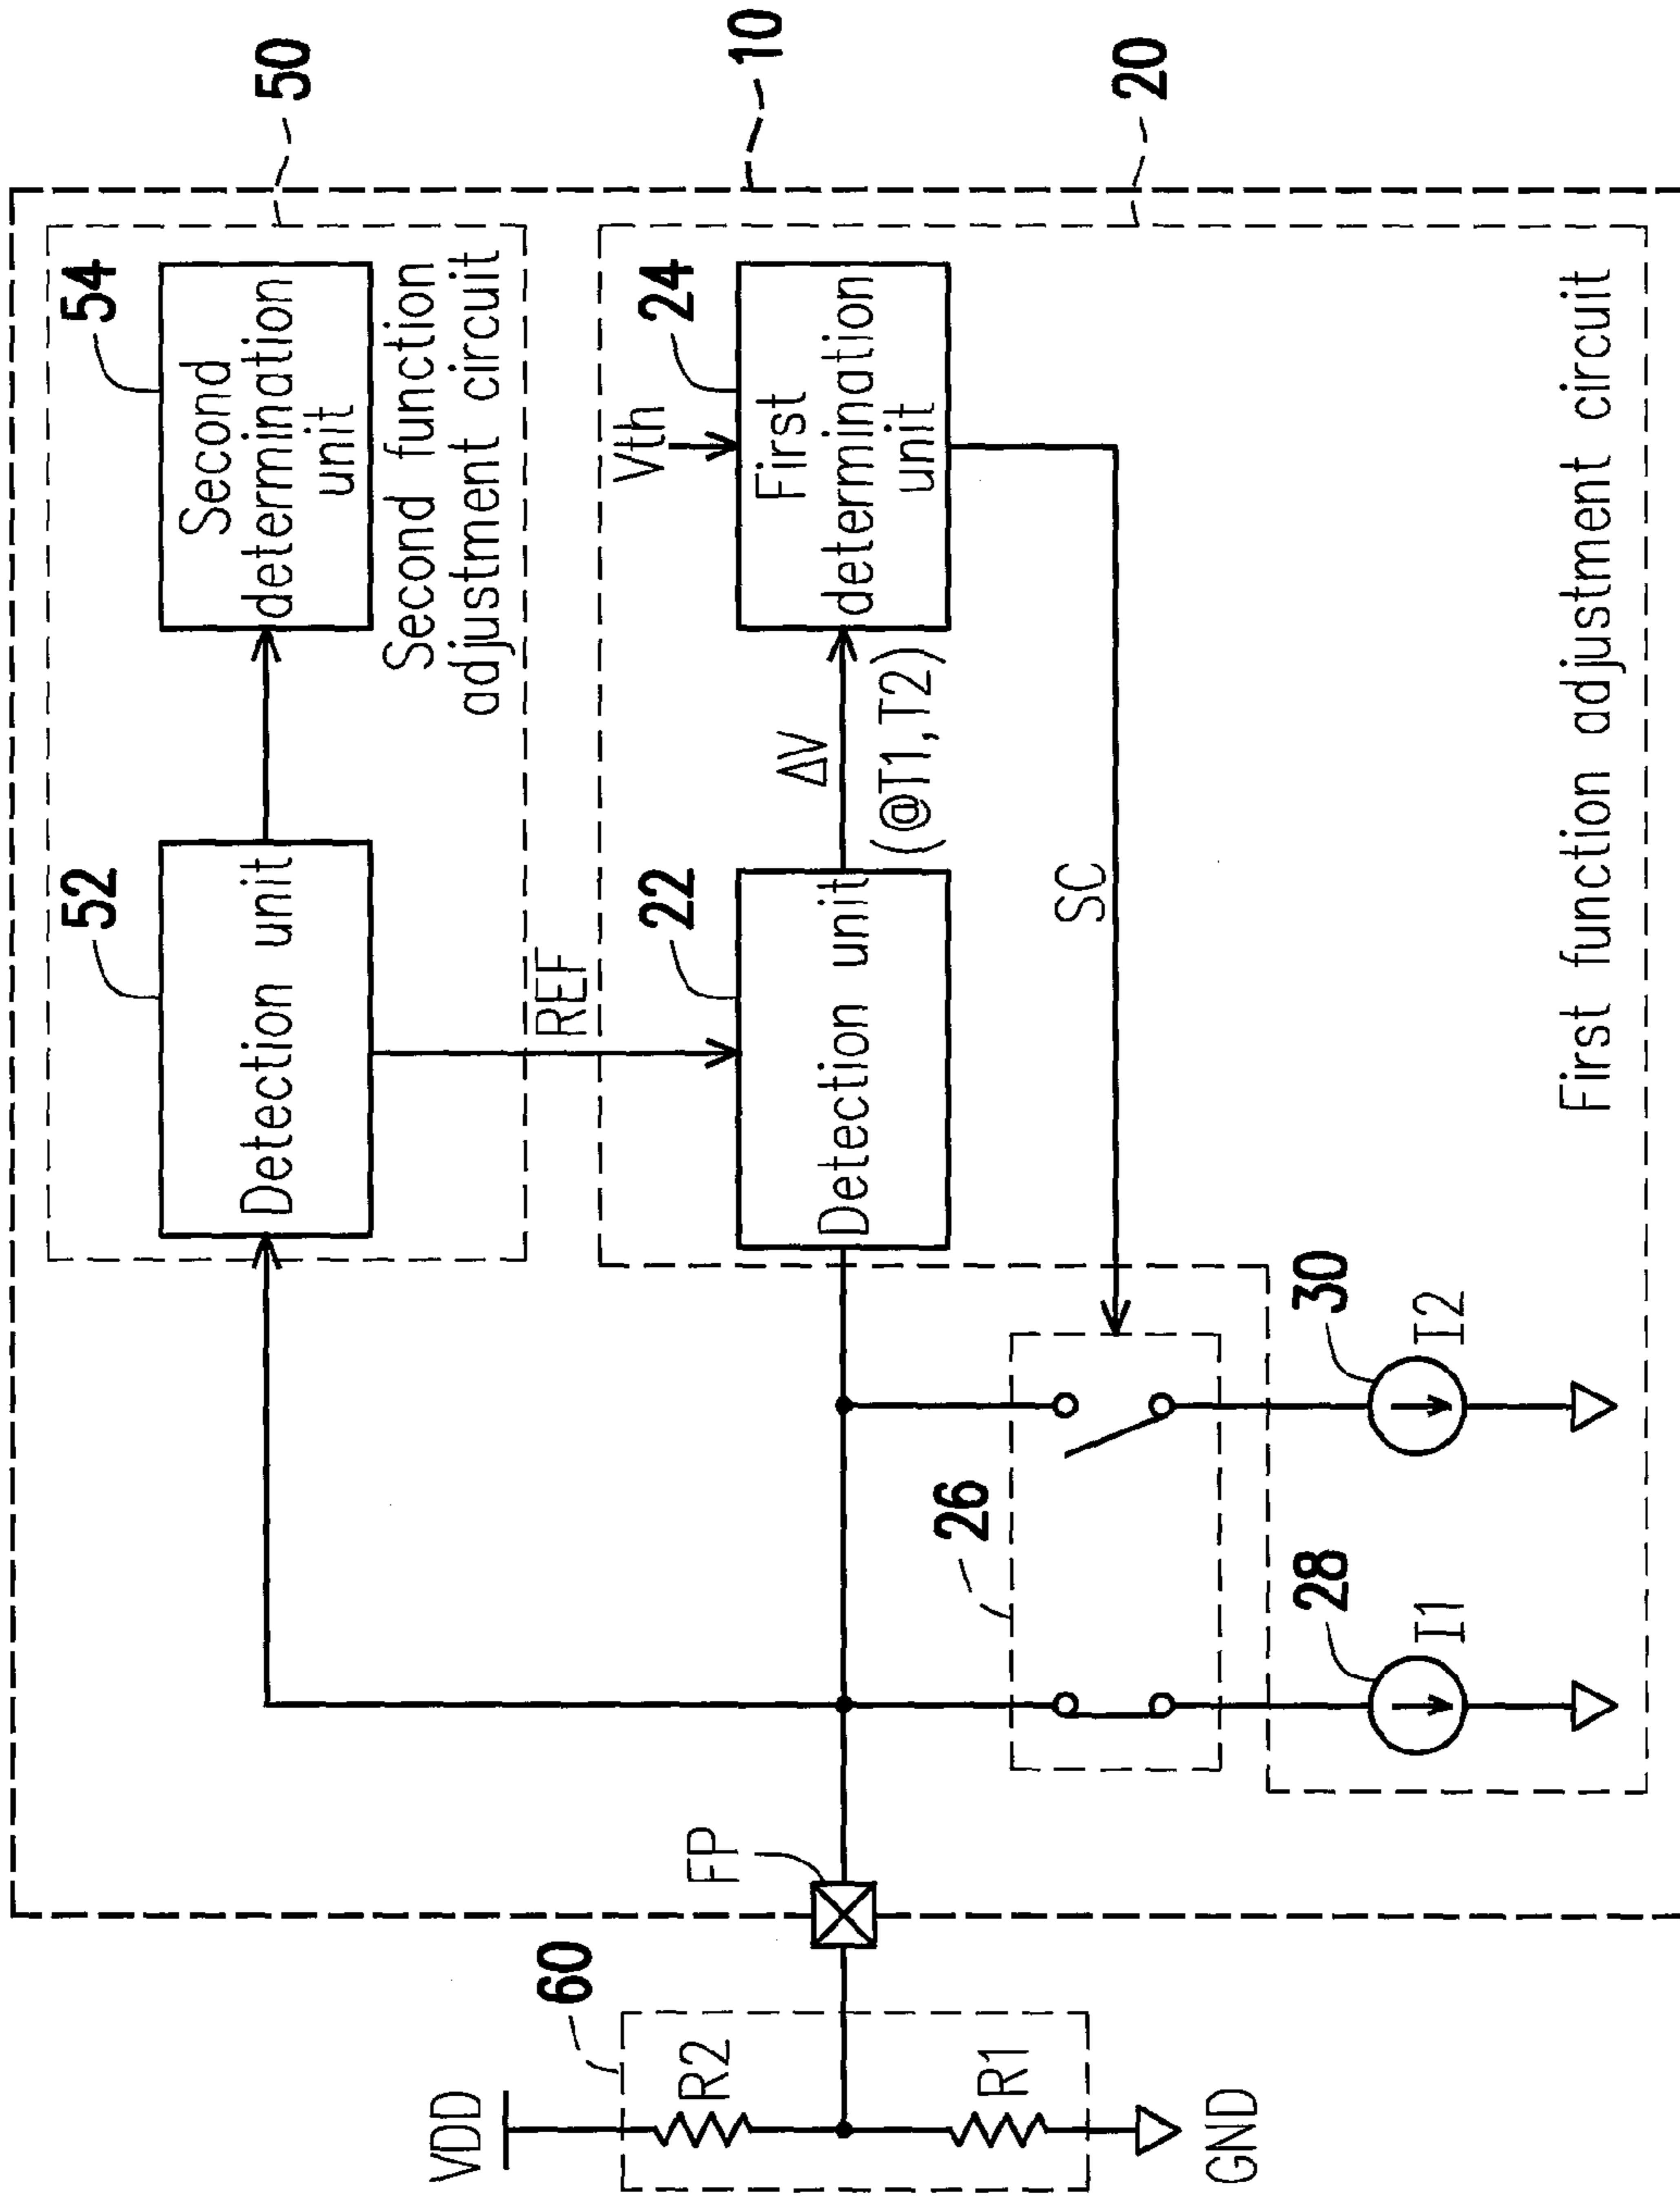 50
10
20
54
Second
determination
unit
Second function
adjustment circuit
52
Detection unit
REF
24
Vth
First
determination
unit
22
Detection unit
ΔV
(@T1,T2)
SC
First function adjustment circuit
26
28
I1
30
I2
FP
60
VDD
R2
R1
GND